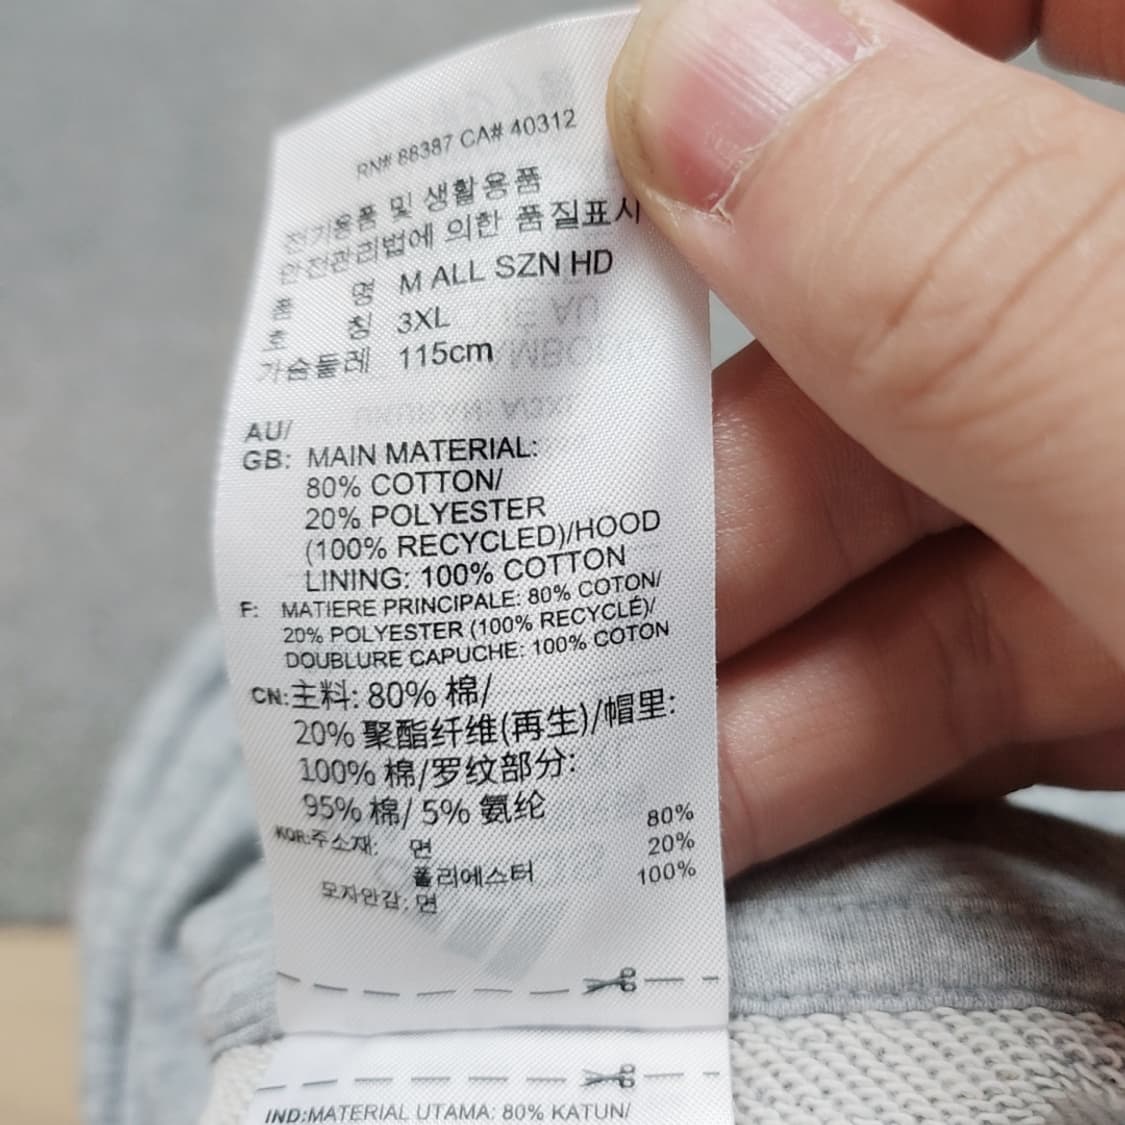 RN# 88387 CA# 40312
전기용품 및 생활용품
안전관리법에 의한 품질표시
품 명 M ALL SZN HD
호 칭 3XL
가슴둘레 115cm
AU/
GB: MAIN MATERIAL:
80% COTTON/
20% POLYESTER
(100% RECYCLED)/HOOD
LINING: 100% COTTON
F: MATIERE PRINCIPALE: 80% COTON/
20% POLYESTER (100% RECYCLÉ)/
DOUBLURE CAPUCHE: 100% COTON
CN:主料: 80% 棉/
20% 聚酯纤维(再生)/帽里:
100% 棉/罗纹部分:
95% 棉/ 5% 氨纶
KOR:주소재: 면 80%
폴리에스터 20%
모자안감: 면 100%
IND:MATERIAL UTAMA: 80% KATUN/